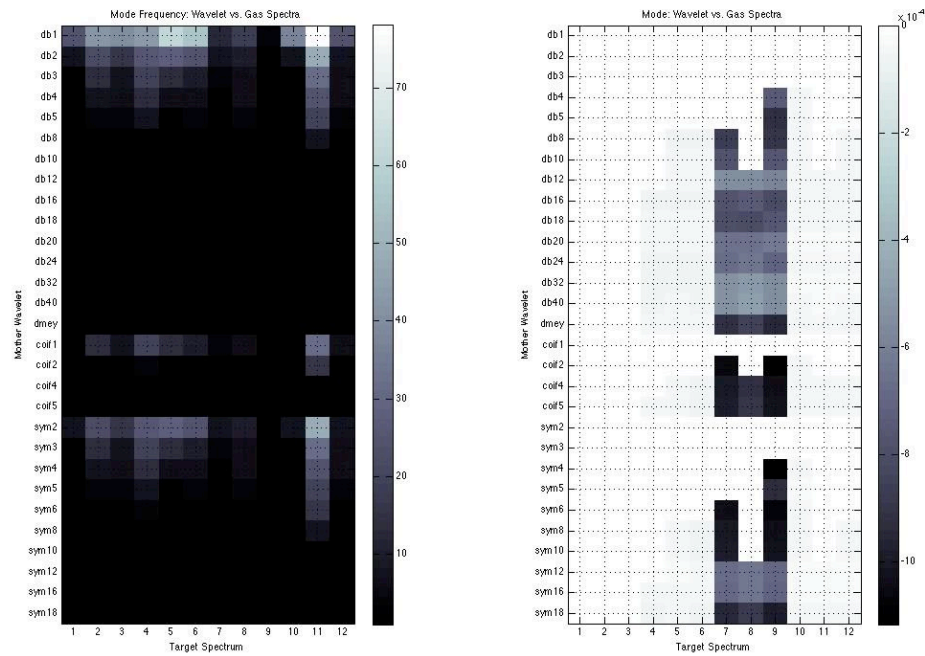 Mode Frequency: Wavelet vs. Gas Spectra
db1
db2
db3
db4
db5
db8
db10
db12
db16
db18
db20
db24
db32
db40
dmey
coif1
coif2
coif4
coif5
sym2
sym3
sym4
sym5
sym6
sym8
sym10
sym12
sym16
sym18
Mother Wavelet
1 2 3 4 5 6 7 8 9 10 11 12
Target Spectrum
70
60
50
40
30
20
10
Mode: Wavelet vs. Gas Spectra
db1
db2
db3
db4
db5
db8
db10
db12
db16
db18
db20
db24
db32
db40
dmey
coif1
coif2
coif4
coif5
sym2
sym3
sym4
sym5
sym6
sym8
sym10
sym12
sym16
sym18
Mother Wavelet
1 2 3 4 5 6 7 8 9 10 11 12
Target Spectrum
x10⁻⁴
0
-2
-4
-6
-8
-10